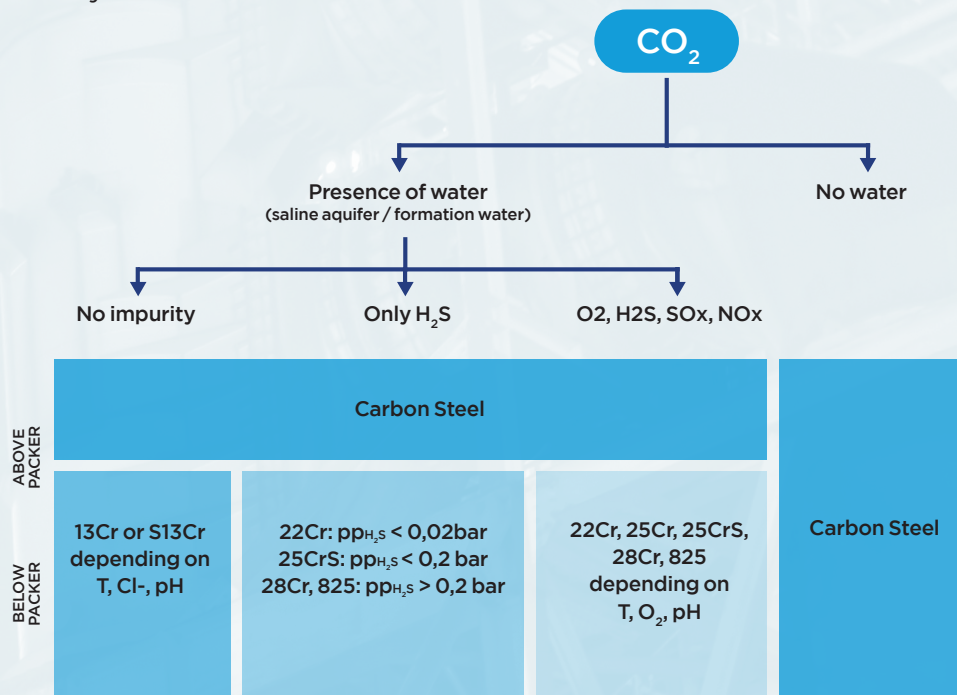 CO₂
Presence of water
(saline aquifer / formation water)
No water
No impurity
Only H₂S
O2, H2S, SOx, NOx
ABOVE
PACKER
Carbon Steel
BELOW
PACKER
13Cr or S13Cr
depending on
T, Cl-, pH
22Cr: ppH₂S < 0,02bar
25CrS: ppH₂S < 0,2 bar
28Cr, 825: ppH₂S > 0,2 bar
22Cr, 25Cr, 25CrS,
28Cr, 825
depending on
T, O₂, pH
Carbon Steel